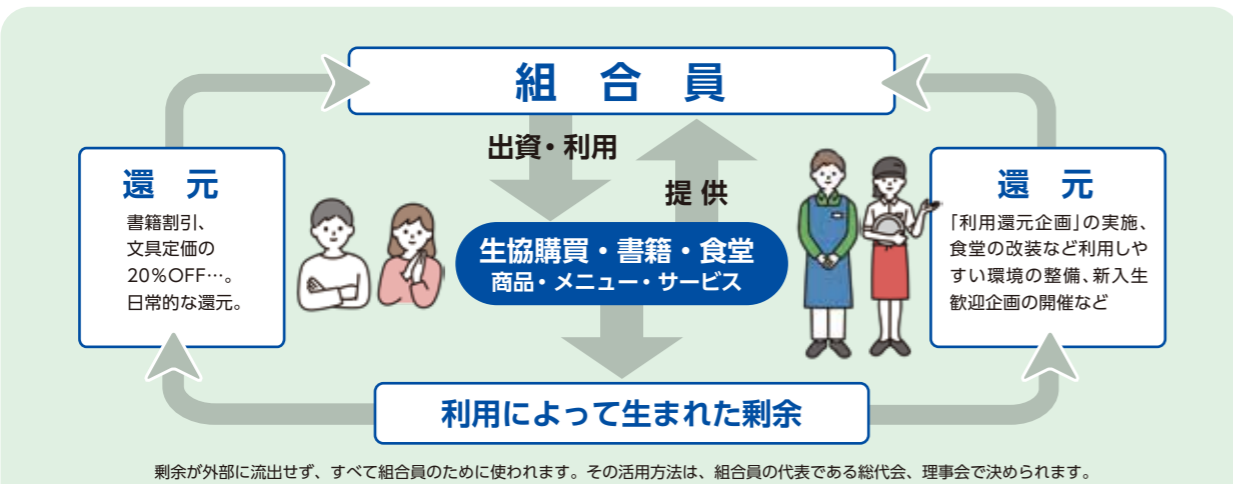 組合員
出資・利用
提供
還元
書籍割引、
文具定価の
20%OFF…。
日常的な還元。
生協購買・書籍・食堂
商品・メニュー・サービス
還元
「利用還元企画」の実施、
食堂の改装など利用しや
すい環境の整備、新入生
歓迎企画の開催など
利用によって生まれた剰余
剰余が外部に流出せず、すべて組合員のために使われます。その活用方法は、組合員の代表である総代会、理事会で決められます。